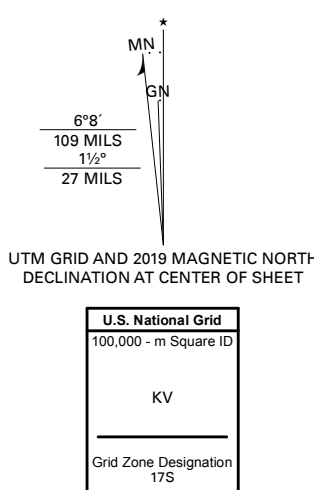 ★
MN
GN
6°8´
109 MILS
1½°
27 MILS
UTM GRID AND 2019 MAGNETIC NORTH
DECLINATION AT CENTER OF SHEET
U.S. National Grid
100,000 - m Square ID
KV
Grid Zone Designation
17S